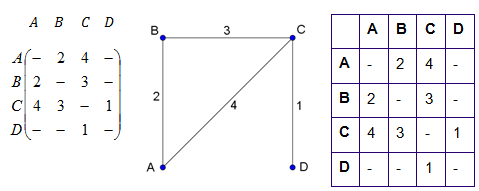 A B C D
A - 2 4 -
B 2 - 3 -
C 4 3 - 1
D - - 1 -
B 3 C
2 4 1
A D
A B C D
A - 2 4 -
B 2 - 3 -
C 4 3 - 1
D - - 1 -